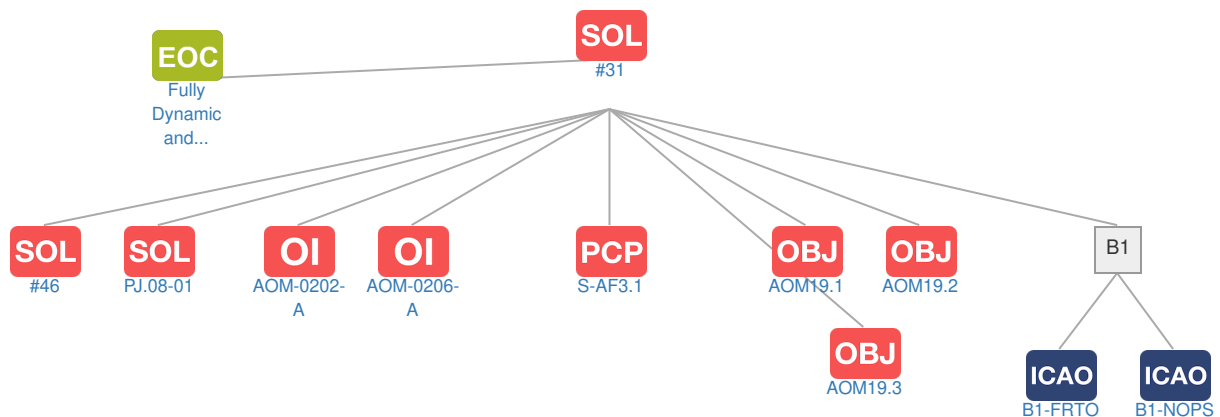 SOL
#31
EOC
Fully
Dynamic
and...
SOL
#46
SOL
PJ.08-01
OI
AOM-0202-
A
OI
AOM-0206-
A
PCP
S-AF3.1
OBJ
AOM19.1
OBJ
AOM19.2
B1
OBJ
AOM19.3
ICAO
B1-FRTO
ICAO
B1-NOPS